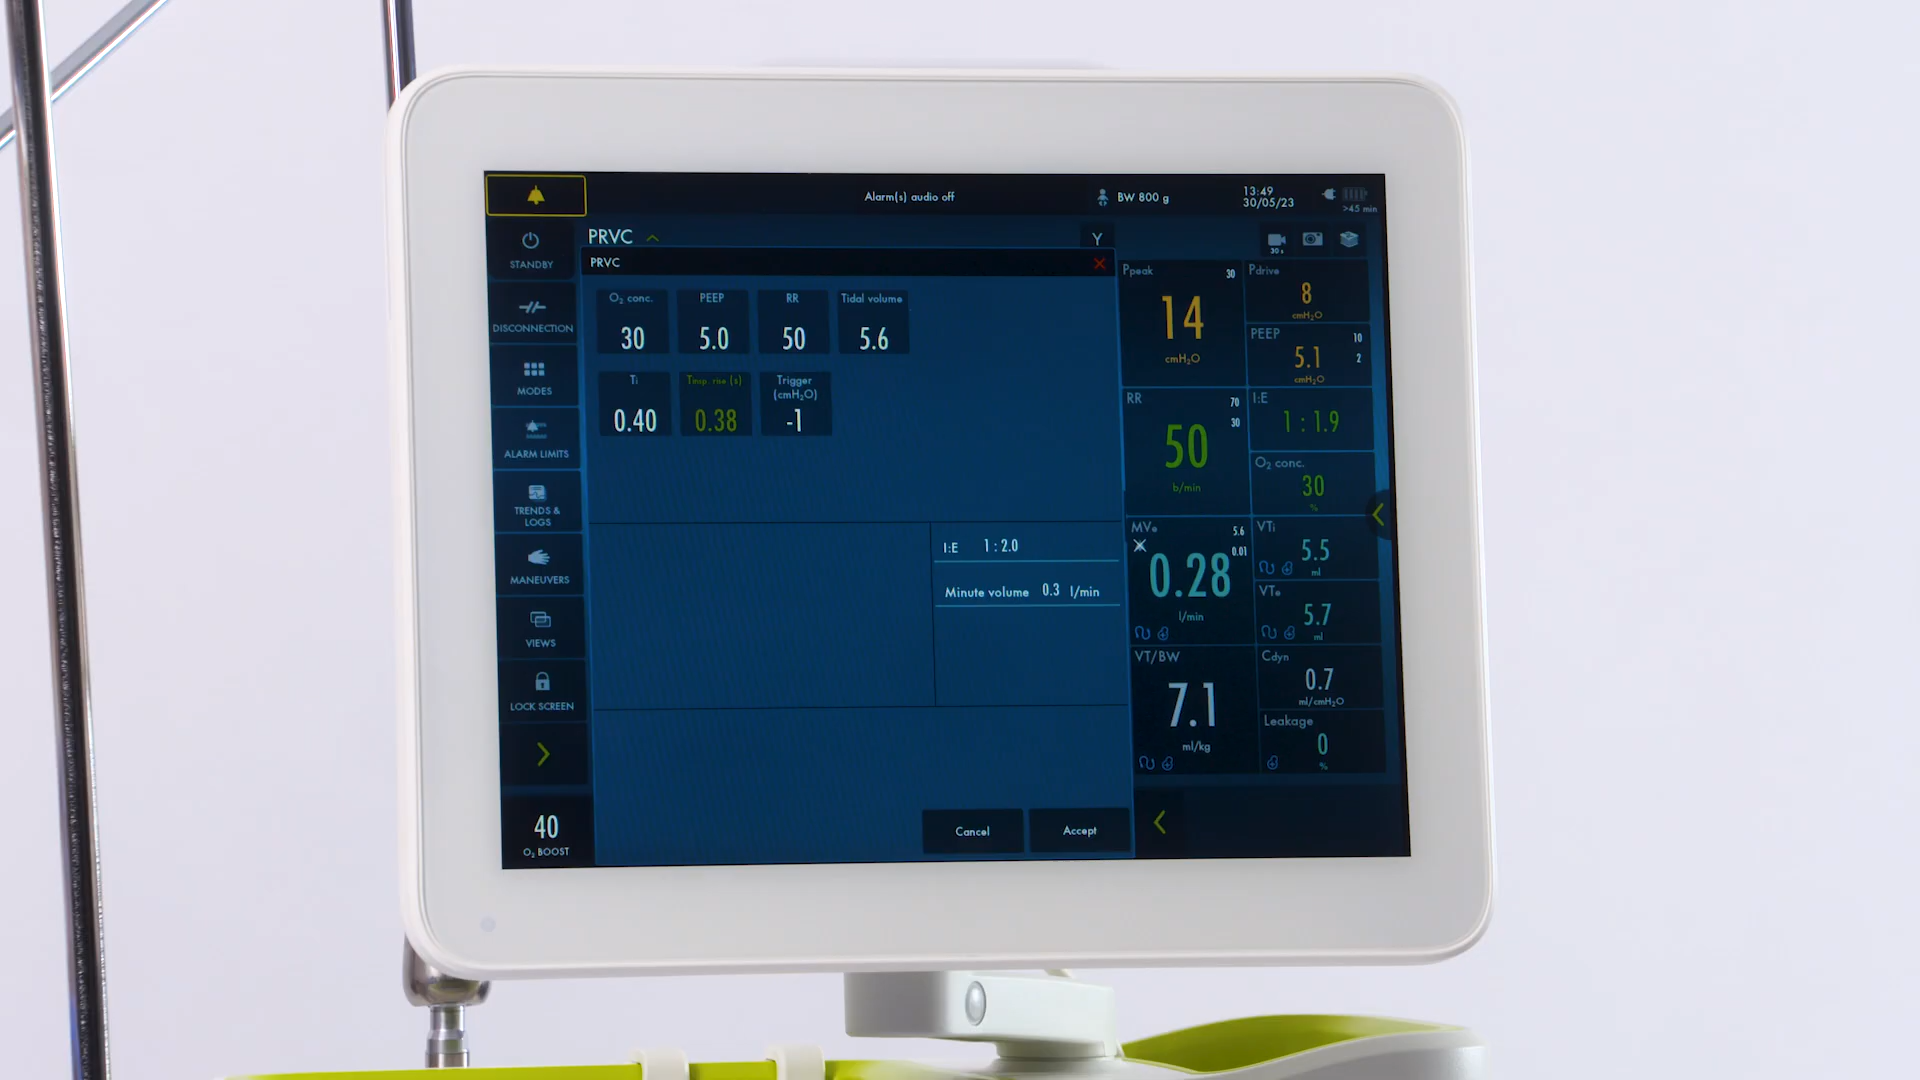 Alarm(s) audio off
BW 800 g
13:49
30/05/23
>45 min
STANDBY
DISCONNECTION
MODES
ALARM LIMITS
TRENDS &
LOGS
MANEUVERS
VIEWS
LOCK SCREEN
40
O₂ BOOST
PRVC
Y
PRVC
O₂ conc.
30
PEEP
5.0
RR
50
Tidal volume
5.6
Ti
0.40
Tinsp. rise (s)
0.38
Trigger
(cmH₂O)
-1
I:E 1 : 2.0
Minute volume 0.3 l/min
Cancel
Accept
30 s
Ppeak
30
14
cmH₂O
Pdrive
8
cmH₂O
PEEP
10
2
5.1
cmH₂O
RR
70
30
50
b/min
I:E
1 : 1.9
O₂ conc.
30
%
MVe
5.6
0.01
0.28
l/min
VTi
5.5
ml
VTe
5.7
ml
VT/BW
7.1
ml/kg
Cdyn
0.7
ml/cmH₂O
Leakage
0
%